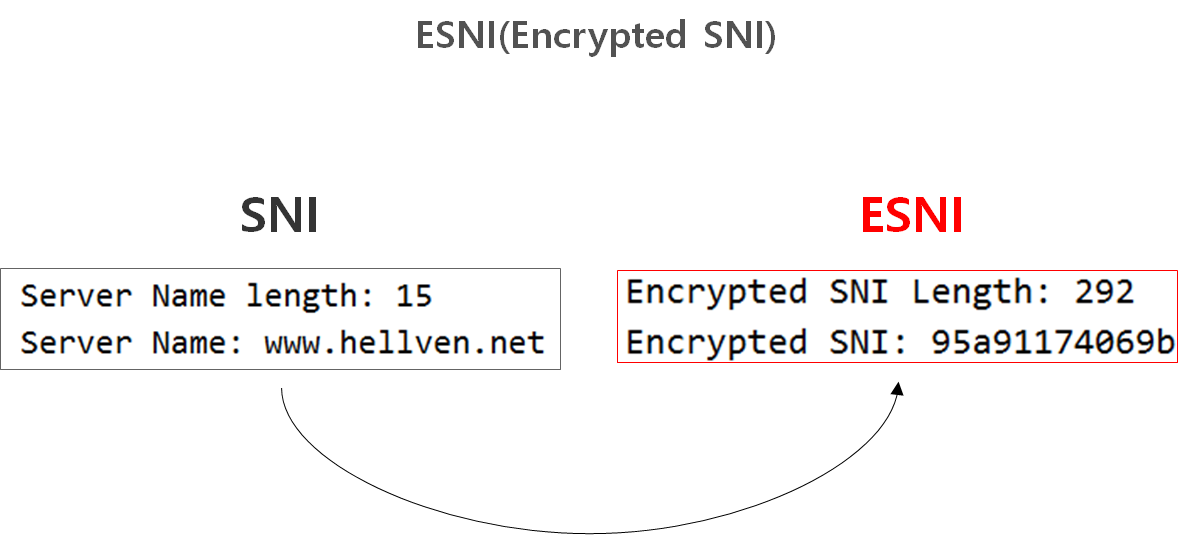 ESNI(Encrypted SNI)
SNI
Server Name length: 15
Server Name: www.hellven.net
ESNI
Encrypted SNI Length: 292
Encrypted SNI: 95a91174069b